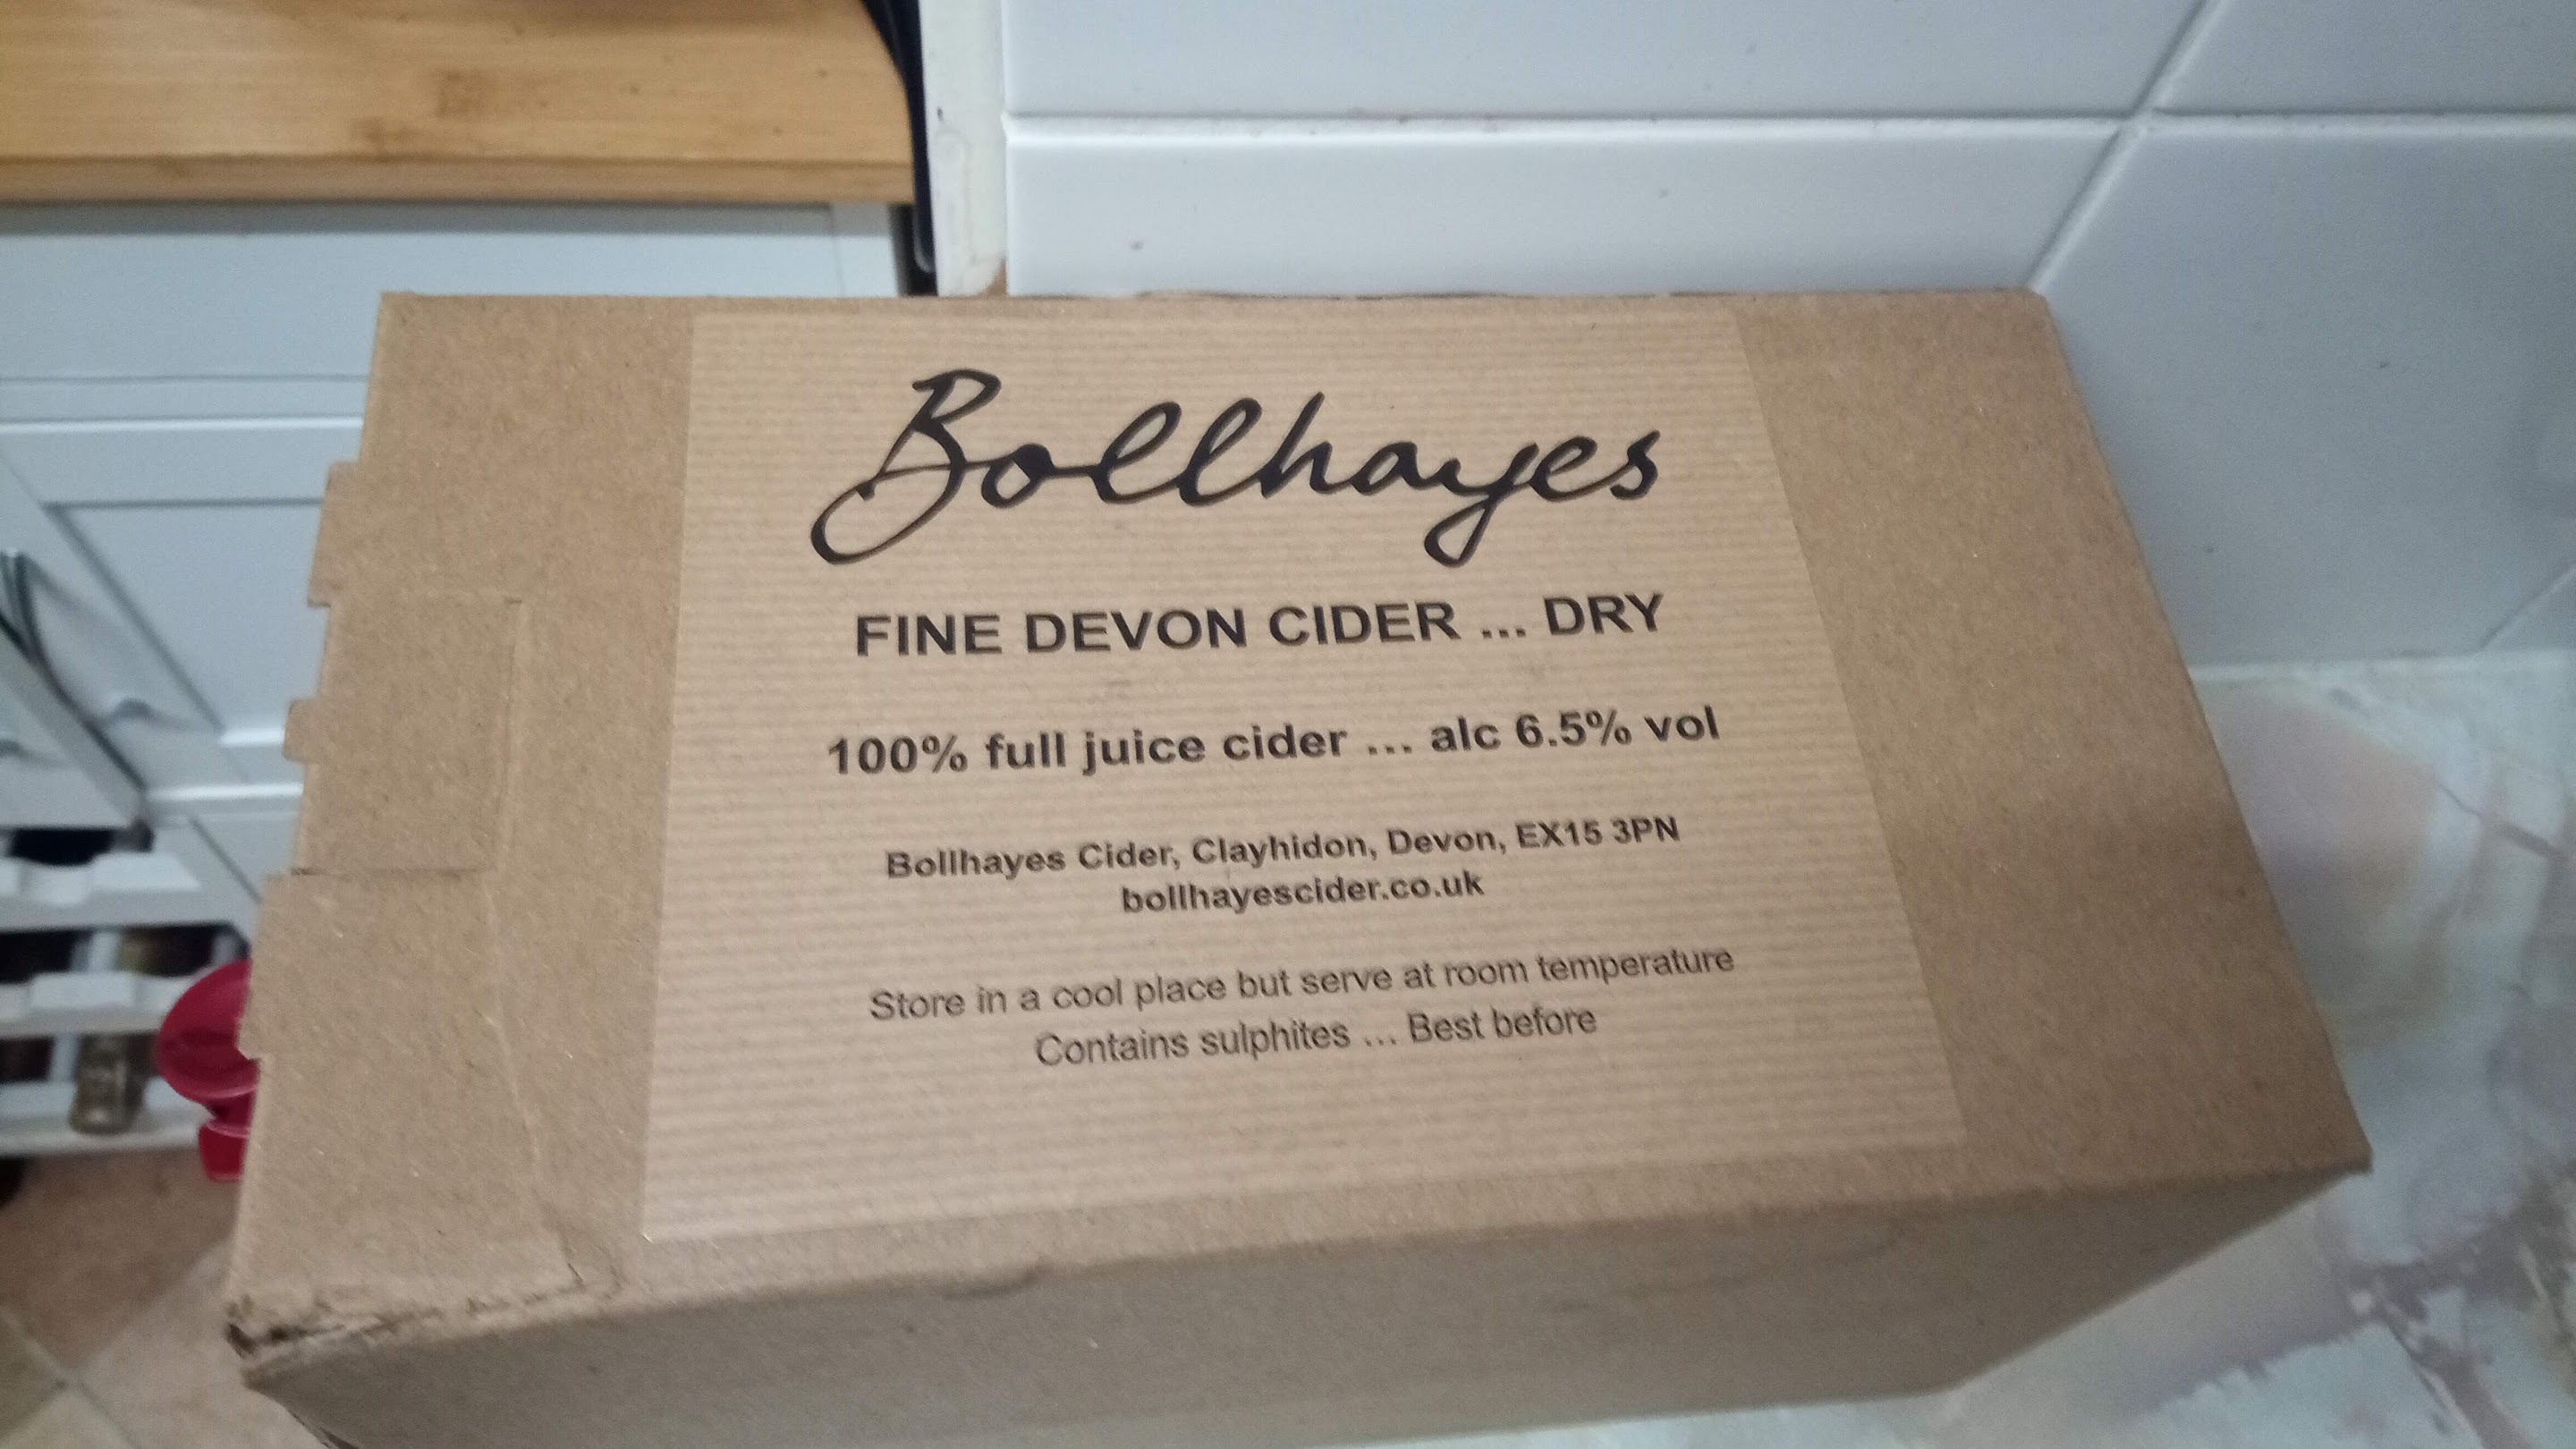 Bollhayes
FINE DEVON CIDER ... DRY
100% full juice cider ... alc 6.5% vol
Bollhayes Cider, Clayhidon, Devon, EX15 3PN
bollhayescider.co.uk
Store in a cool place but serve at room temperature
Contains sulphites ... Best before